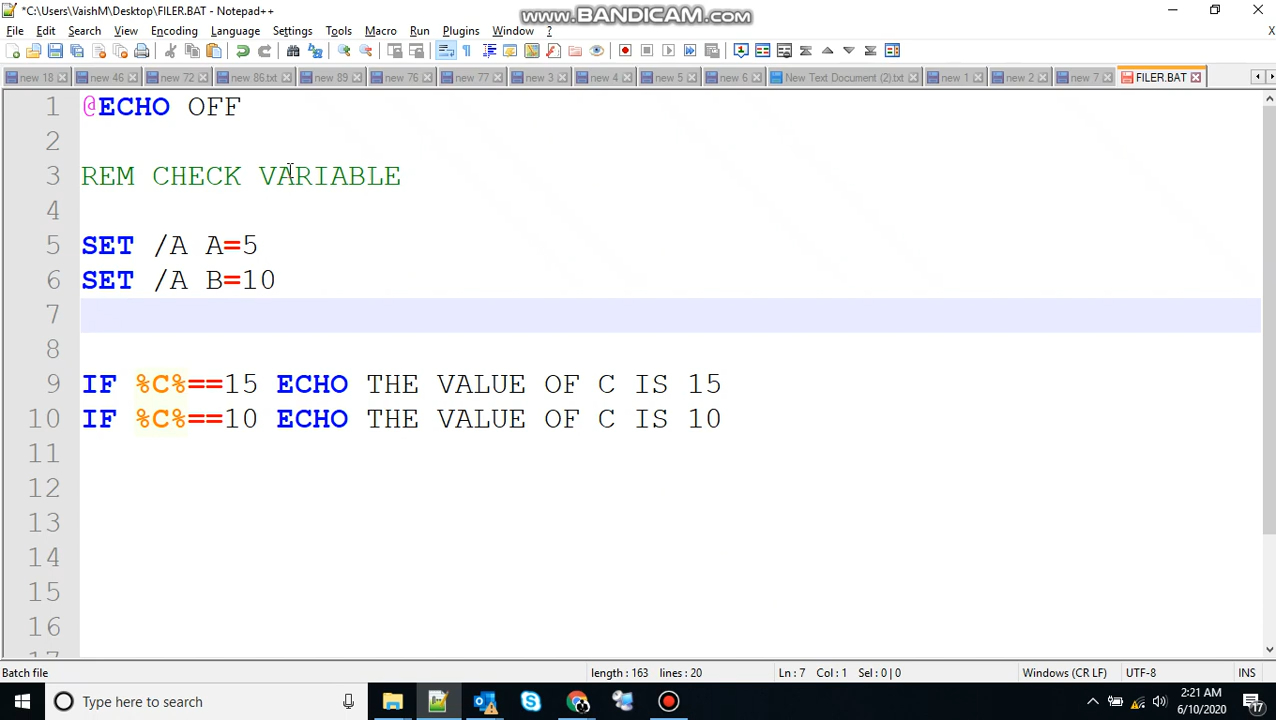 *C:\Users\VaishM\Desktop\FILER.BAT - Notepad++
www.BANDICAM.com
File Edit Search View Encoding Language Settings Tools Macro Run Plugins Window ?
X
new 18 new 46 new 72 new 86.txt new 89 new 76 new 77 new 3 new 4 new 5 new 6 New Text Document (2).txt new 1 new 2 new 7 FILER.BAT
1 @ECHO OFF
2
3 REM CHECK VARIABLE
4
5 SET /A A=5
6 SET /A B=10
7
8
9 IF %C%==15 ECHO THE VALUE OF C IS 15
10 IF %C%==10 ECHO THE VALUE OF C IS 10
11
12
13
14
15
16
Batch file length : 163 lines : 20 Ln : 7 Col : 1 Sel : 0 | 0 Windows (CR LF) UTF-8 INS
Type here to search
2:21 AM
6/10/2020
17